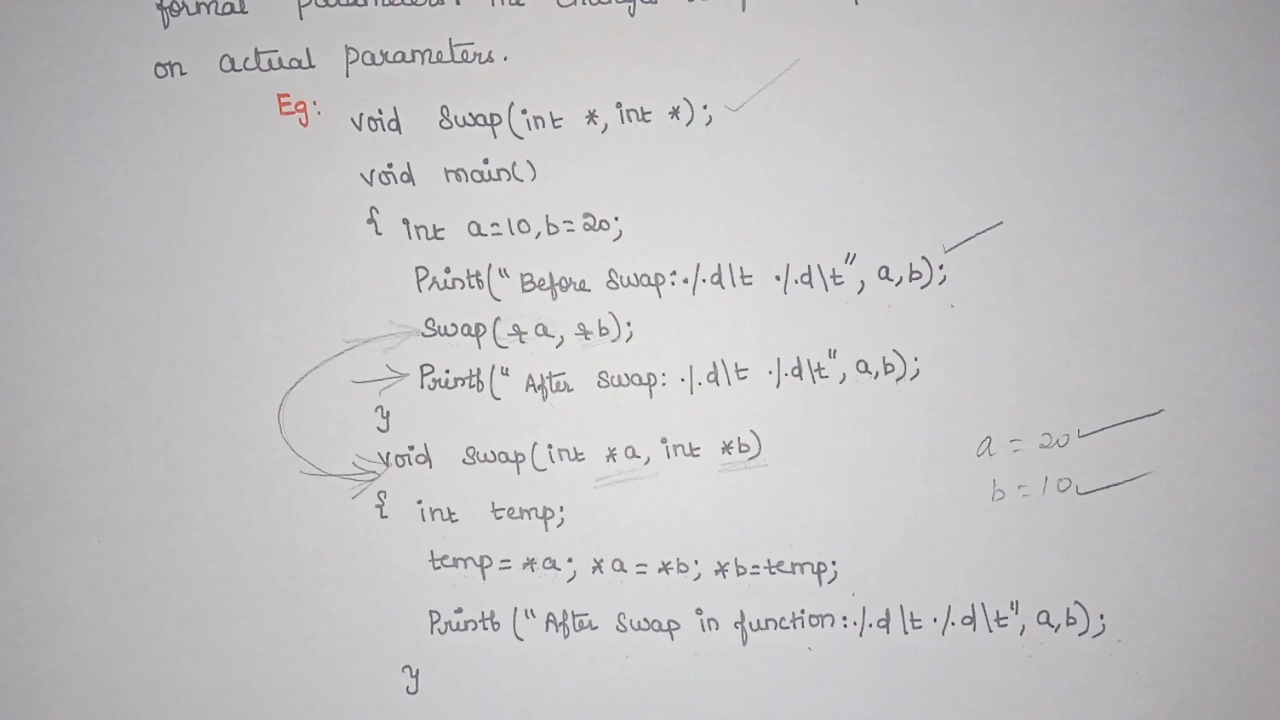 formal
on actual parameters.
Eg: void Swap(int *, int *);
void main()
{ int a=10, b=20;
Printf("Before Swap:%d\t %d\t", a,b);
Swap(&a, &b);
Printf("After Swap: %d\t %d\t", a,b);
}
void Swap(int *a, int *b)
a = 20
b = 10
{ int temp;
temp = *a; *a = *b; *b=temp;
Printf ("After Swap in function:%d\t %d\t", a,b);
}